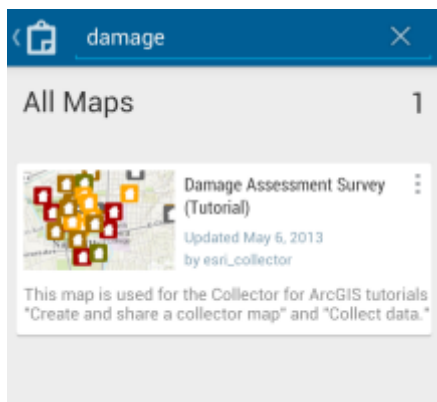 damage
All Maps 1
Damage Assessment Survey
(Tutorial)
Updated May 6, 2013
by esri_collector
This map is used for the Collector for ArcGIS tutorials
"Create and share a collector map" and "Collect data."